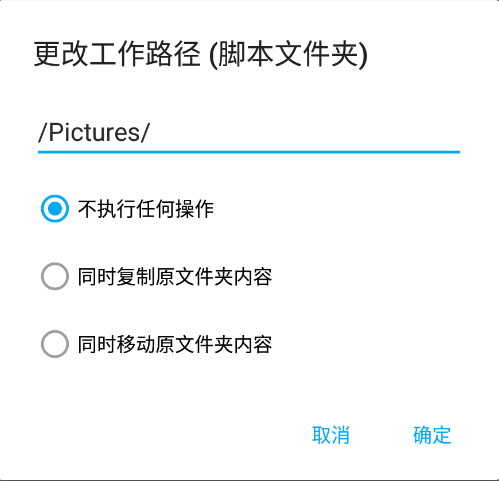 更改工作路径 (脚本文件夹)
/Pictures/
不执行任何操作
同时复制原文件夹内容
同时移动原文件夹内容
取消 确定